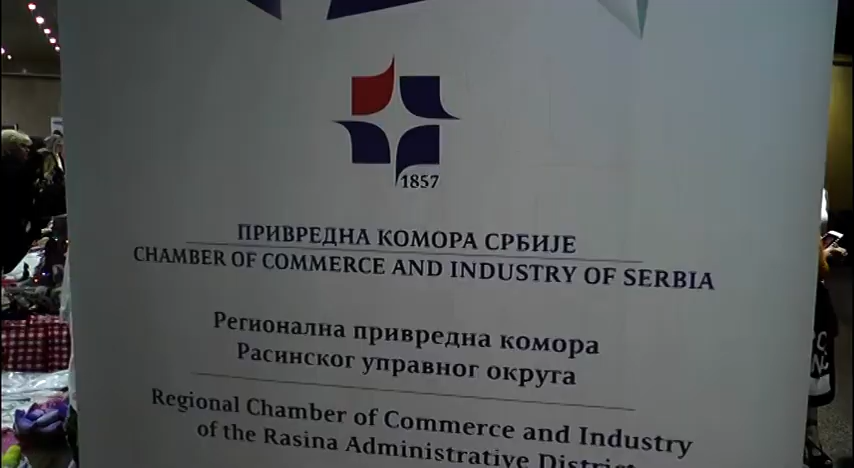 1857
ПРИВРЕДНА КОМОРА СРБИЈЕ
CHAMBER OF COMMERCE AND INDUSTRY OF SERBIA
Регионална привредна комора
Расинског управног округа
Regional Chamber of Commerce and Industry
of the Rasina Administrative District